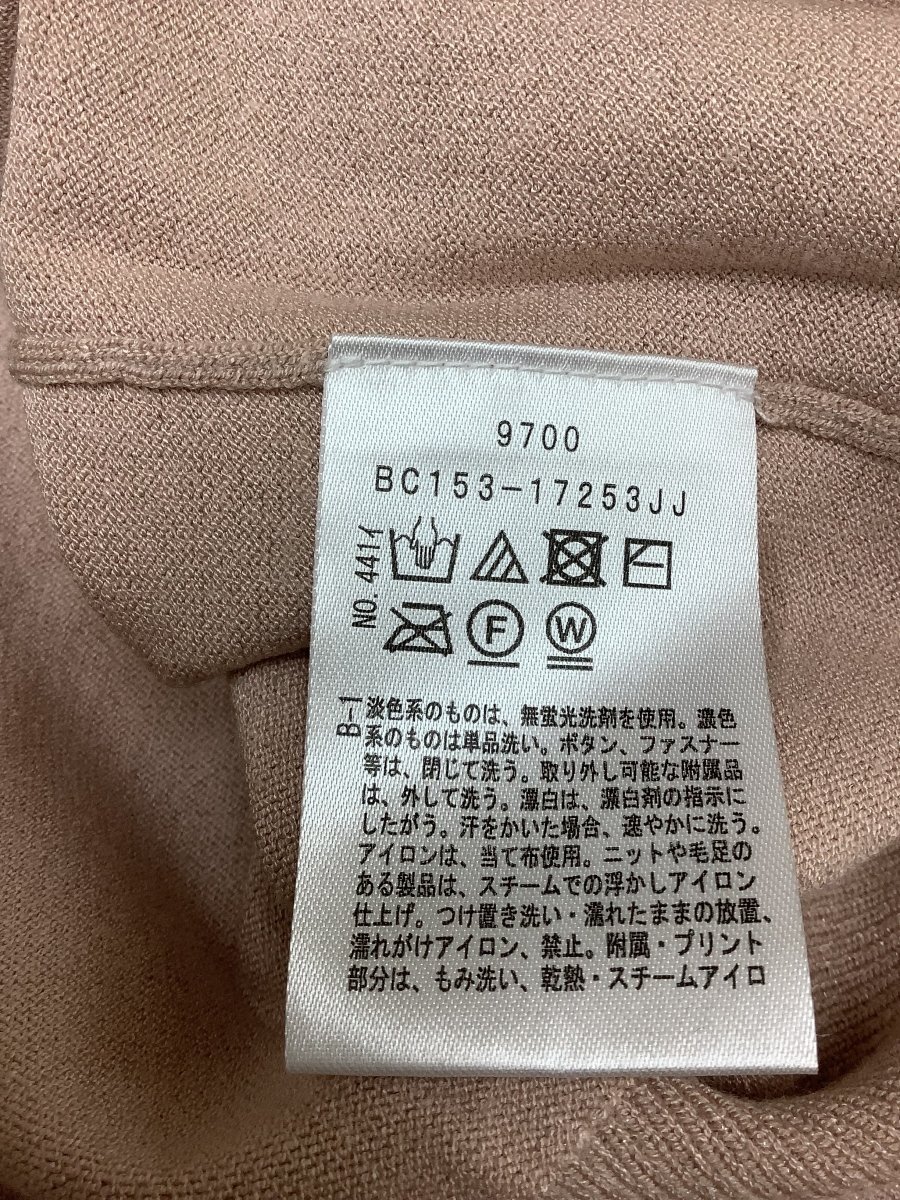 9700
BC153-17253JJ
NO. 441イ
F
W
B-1
淡色系のものは、無蛍光洗剤を使用。濃色
系のものは単品洗い。ボタン、ファスナー
等は、閉じて洗う。取り外し可能な附属品
は、外して洗う。漂白は、漂白剤の指示に
したがう。汗をかいた場合、速やかに洗う。
アイロンは、当て布使用。ニットや毛足の
ある製品は、スチームでの浮かしアイロン
仕上げ。つけ置き洗い・濡れたままの放置、
濡れがけアイロン、禁止。附属・プリント
部分は、もみ洗い、乾熱・スチームアイロ